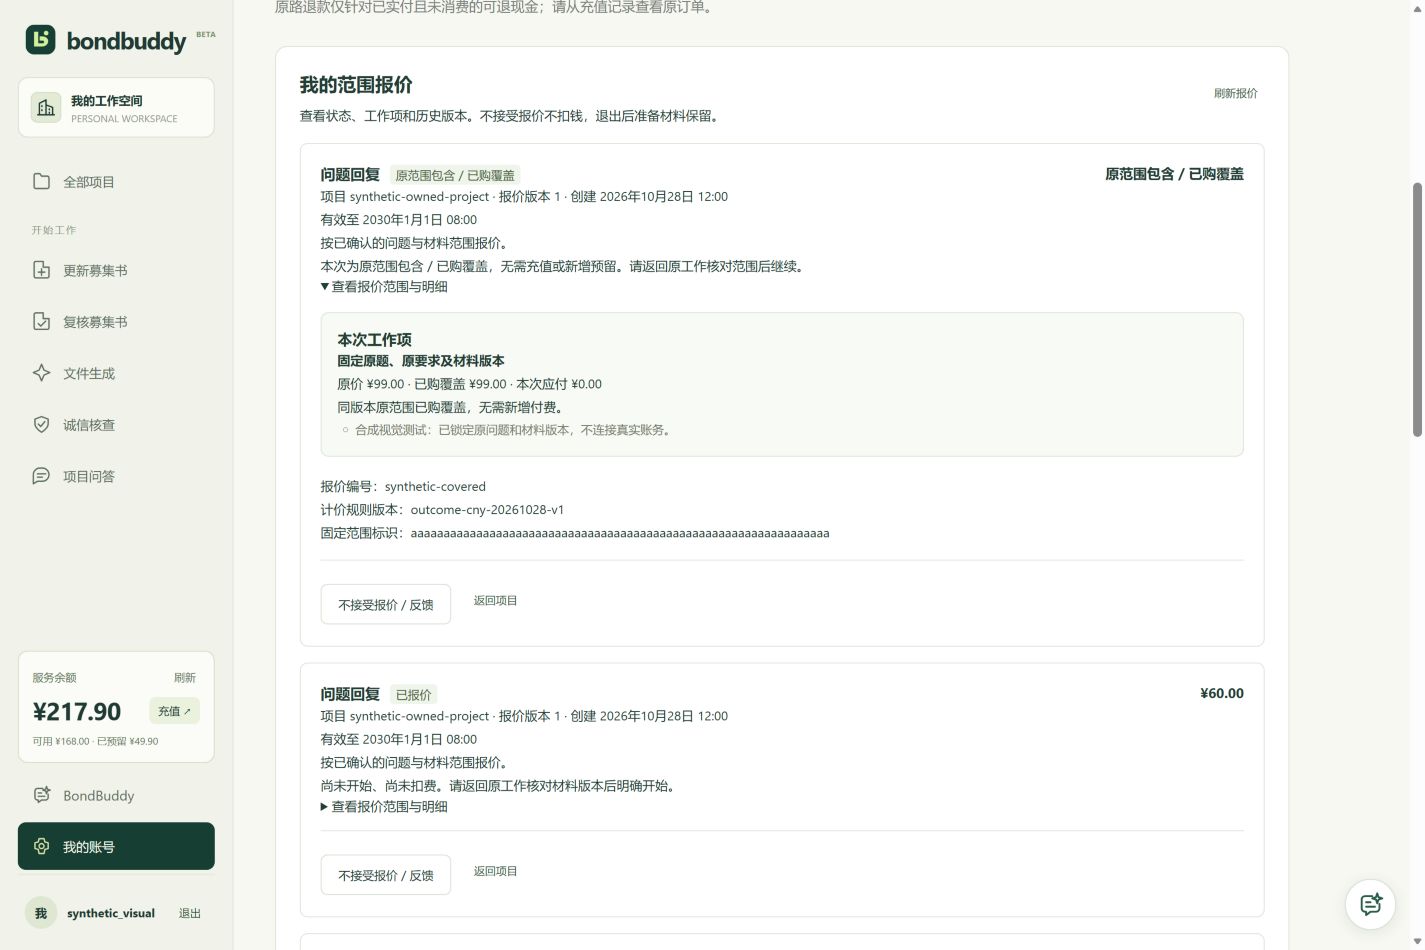 bondbuddy BETA
我的工作空间
PERSONAL WORKSPACE
全部项目
开始工作
更新募集书
复核募集书
文件生成
诚信核查
项目问答
服务余额 刷新
¥217.90 充值 ↗
可用 ¥168.00 · 已预留 ¥49.90
BondBuddy
我的账号
我 synthetic_visual 退出
原路退款仅针对已实付且未消费的可退现金；请从充值记录查看原订单。
我的范围报价
刷新报价
查看状态、工作项和历史版本。不接受报价不扣钱，退出后准备材料保留。
问题回复 原范围包含 / 已购覆盖 原范围包含 / 已购覆盖
项目 synthetic-owned-project · 报价版本 1 · 创建 2026年10月28日 12:00
有效至 2030年1月1日 08:00
按已确认的问题与材料范围报价。
本次为原范围包含 / 已购覆盖，无需充值或新增预留。请返回原工作核对范围后继续。
▼查看报价范围与明细
本次工作项
固定原题、原要求及材料版本
原价 ¥99.00 · 已购覆盖 ¥99.00 · 本次应付 ¥0.00
同版本原范围已购覆盖，无需新增付费。
○ 合成视觉测试：已锁定原问题和材料版本，不连接真实账务。
报价编号：synthetic-covered
计价规则版本：outcome-cny-20261028-v1
固定范围标识：aaaaaaaaaaaaaaaaaaaaaaaaaaaaaaaaaaaaaaaaaaaaaaaaaaaaaaaaaaaaaaaa
不接受报价 / 反馈 返回项目
问题回复 已报价 ¥60.00
项目 synthetic-owned-project · 报价版本 1 · 创建 2026年10月28日 12:00
有效至 2030年1月1日 08:00
按已确认的问题与材料范围报价。
尚未开始、尚未扣费。请返回原工作核对材料版本后明确开始。
▶查看报价范围与明细
不接受报价 / 反馈 返回项目